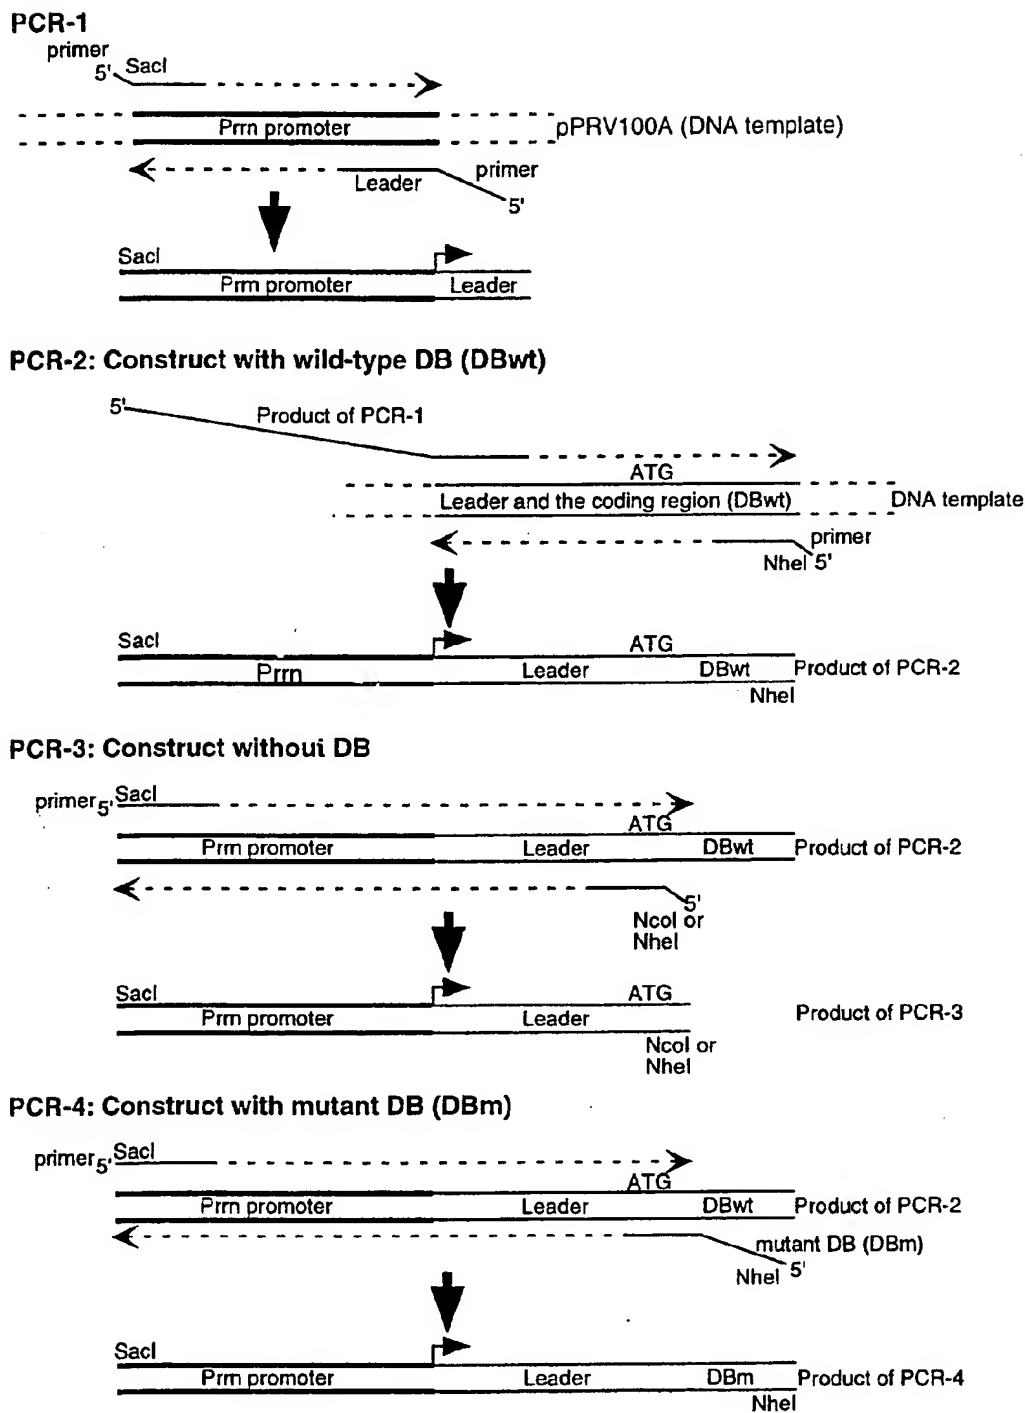 PCR-1
primer
5' SacI
Prrn promoter
pPRV100A (DNA template)
Leader
primer
5'
SacI
Prrn promoter
Leader
PCR-2: Construct with wild-type DB (DBwt)
5'
Product of PCR-1
ATG
Leader and the coding region (DBwt)
DNA template
primer
NheI 5'
SacI
ATG
Prrn
Leader
DBwt
Product of PCR-2
NheI
PCR-3: Construct without DB
primer 5' SacI
ATG
Prrn promoter
Leader
DBwt
Product of PCR-2
5'
NcoI or
NheI
SacI
ATG
Prrn promoter
Leader
Product of PCR-3
NcoI or
NheI
PCR-4: Construct with mutant DB (DBm)
primer 5' SacI
ATG
Prrn promoter
Leader
DBwt
Product of PCR-2
mutant DB (DBm)
NheI 5'
SacI
Prrn promoter
Leader
DBm
Product of PCR-4
NheI